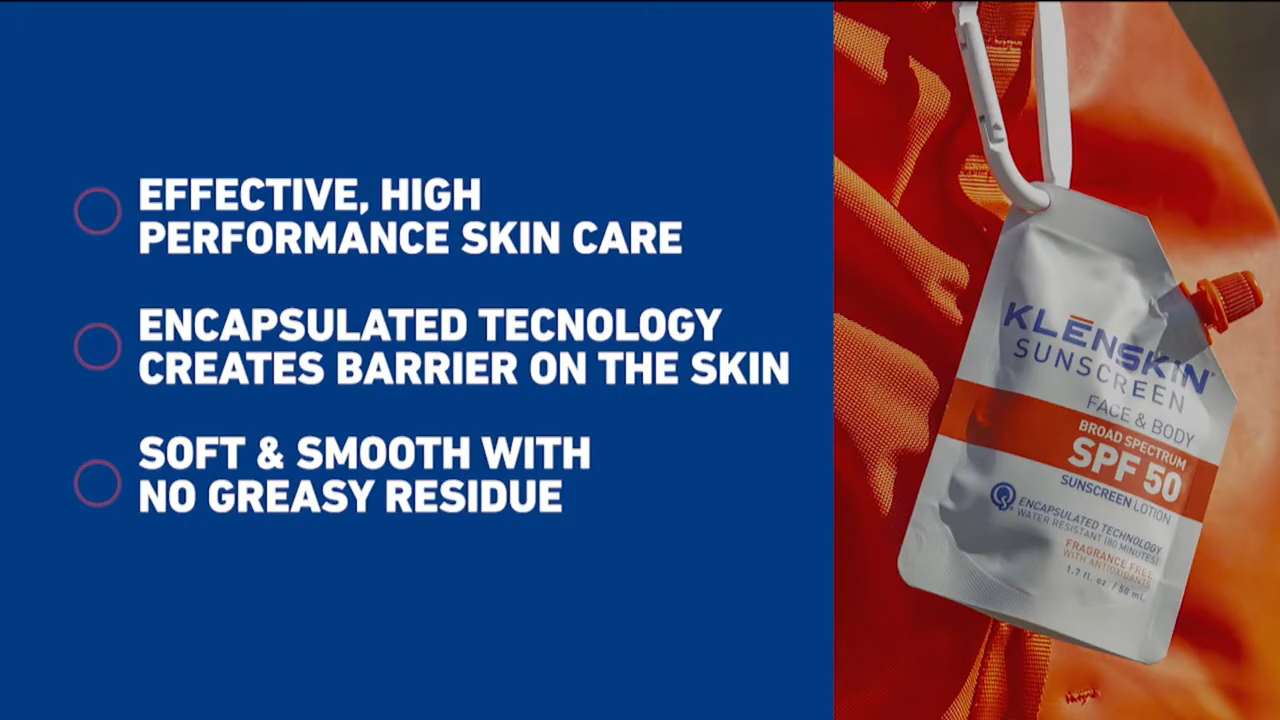 EFFECTIVE, HIGH
PERFORMANCE SKIN CARE
ENCAPSULATED TECNOLOGY
CREATES BARRIER ON THE SKIN
SOFT & SMOOTH WITH
NO GREASY RESIDUE
KLĒNSKIN®
SUNSCREEN
FACE & BODY
BROAD SPECTRUM
SPF 50
SUNSCREEN LOTION
ENCAPSULATED TECHNOLOGY
WATER RESISTANT (80 MINUTES)
FRAGRANCE FREE
WITH ANTIOXIDANTS
1.7 fl. oz. / 50 mL